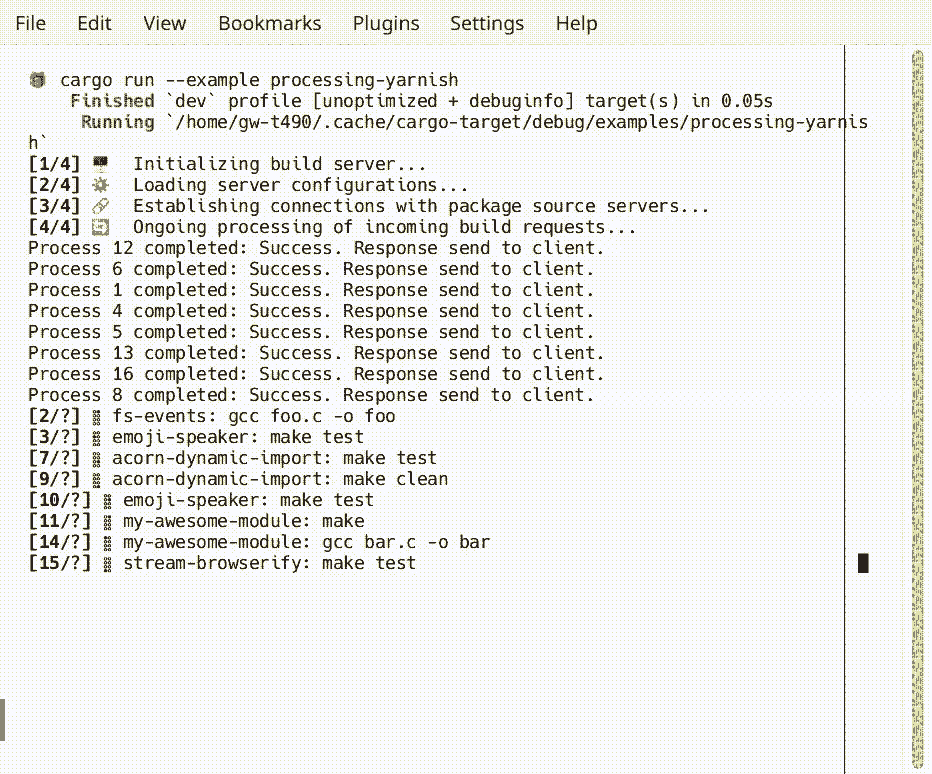 File Edit View Bookmarks Plugins Settings Help
cargo run --example processing-yarnish
Finished `dev` profile [unoptimized + debuginfo] target(s) in 0.05s
Running `/home/gw-t490/.cache/cargo-target/debug/examples/processing-yarnis
h`
[1/4] Initializing build server...
[2/4] Loading server configurations...
[3/4] Establishing connections with package source servers...
[4/4] Ongoing processing of incoming build requests...
Process 12 completed: Success. Response send to client.
Process 6 completed: Success. Response send to client.
Process 1 completed: Success. Response send to client.
Process 4 completed: Success. Response send to client.
Process 5 completed: Success. Response send to client.
Process 13 completed: Success. Response send to client.
Process 16 completed: Success. Response send to client.
Process 8 completed: Success. Response send to client.
[2/?] ⣿ fs-events: gcc foo.c -o foo
[3/?] ⣿ emoji-speaker: make test
[7/?] ⣿ acorn-dynamic-import: make test
[9/?] ⣿ acorn-dynamic-import: make clean
[10/?] ⣿ emoji-speaker: make test
[11/?] ⣿ my-awesome-module: make
[14/?] ⣿ my-awesome-module: gcc bar.c -o bar
[15/?] ⣿ stream-browserify: make test